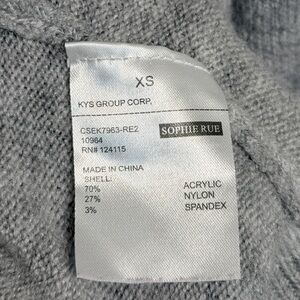 XS
KYS GROUP CORP.
CSEK7963-RE2 SOPHIE RUE
10964
RN# 124115
MADE IN CHINA
SHELL:
70% ACRYLIC
27% NYLON
3% SPANDEX